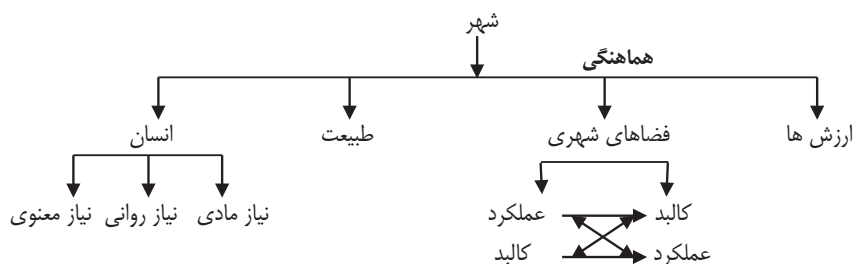 شهر
هماهنگی
ارزش ها
فضاهای شهری
طبیعت
انسان
کالبد
عملکرد
نیاز مادی
نیاز روانی
نیاز معنوی
عملکرد
کالبد